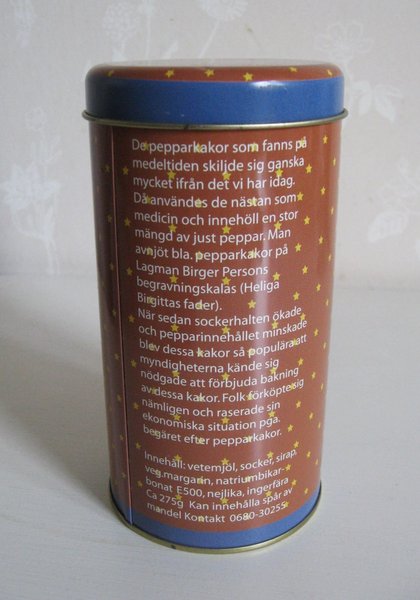 De pepparkakor som fanns på
medeltiden skiljde sig ganska
mycket ifrån det vi har idag.
Då användes de nästan som
medicin och innehöll en stor
mängd av just peppar. Man
avnjöt bla. pepparkakor på
Lagman Birger Persons
begravningskalas (Heliga
Birgittas fader).
När sedan sockerhalten ökade
och pepparinnehållet minskade
blev dessa kakor så populära att
myndigheterna kände sig
nödgade att förbjuda bakning
av dessa kakor. Folk förköpte sig
nämligen och raserade sin
ekonomiska situation pga.
begäret efter pepparkakor.
Innehåll: vetemjöl, socker, sirap,
veg.margarin, natriumbikar-
bonat E500, nejlika, ingerfära
Ca 275g Kan innehålla spår av
mandel Kontakt 0680-30255